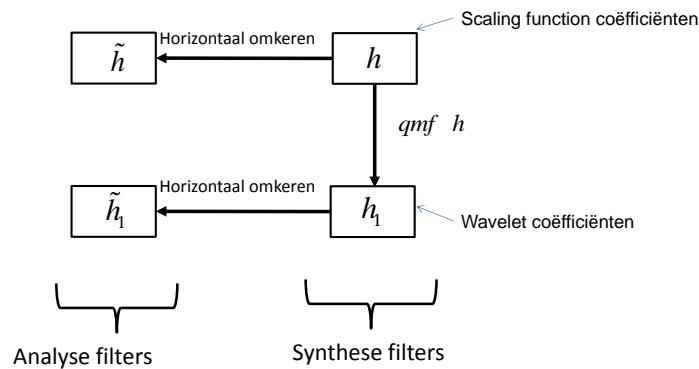 Scaling function coëfficiënten
Horizontaal omkeren
h̃
h
qmf h
Horizontaal omkeren
h̃₁
h₁
Wavelet coëfficiënten
Analyse filters
Synthese filters